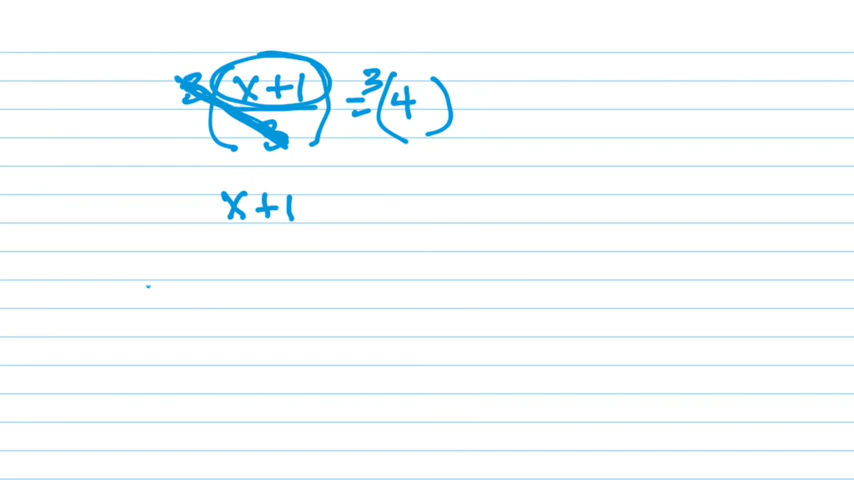 3(x+1/3) = 3(4)
x+1